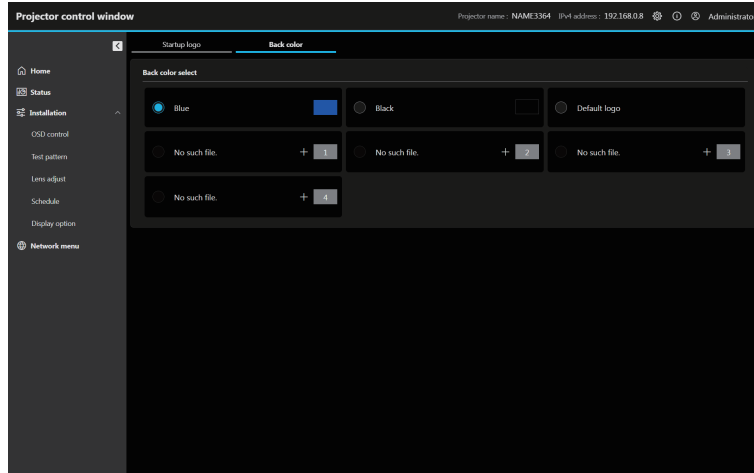 Projector control window
Projector name : NAME3364 IPv4 address : 192.168.0.8 Administrato
Startup logo Back color
Home
Status
Installation
OSD control
Test pattern
Lens adjust
Schedule
Display option
Network menu
Back color select
Blue
Black
Default logo
No such file. + 1
No such file. + 2
No such file. + 3
No such file. + 4